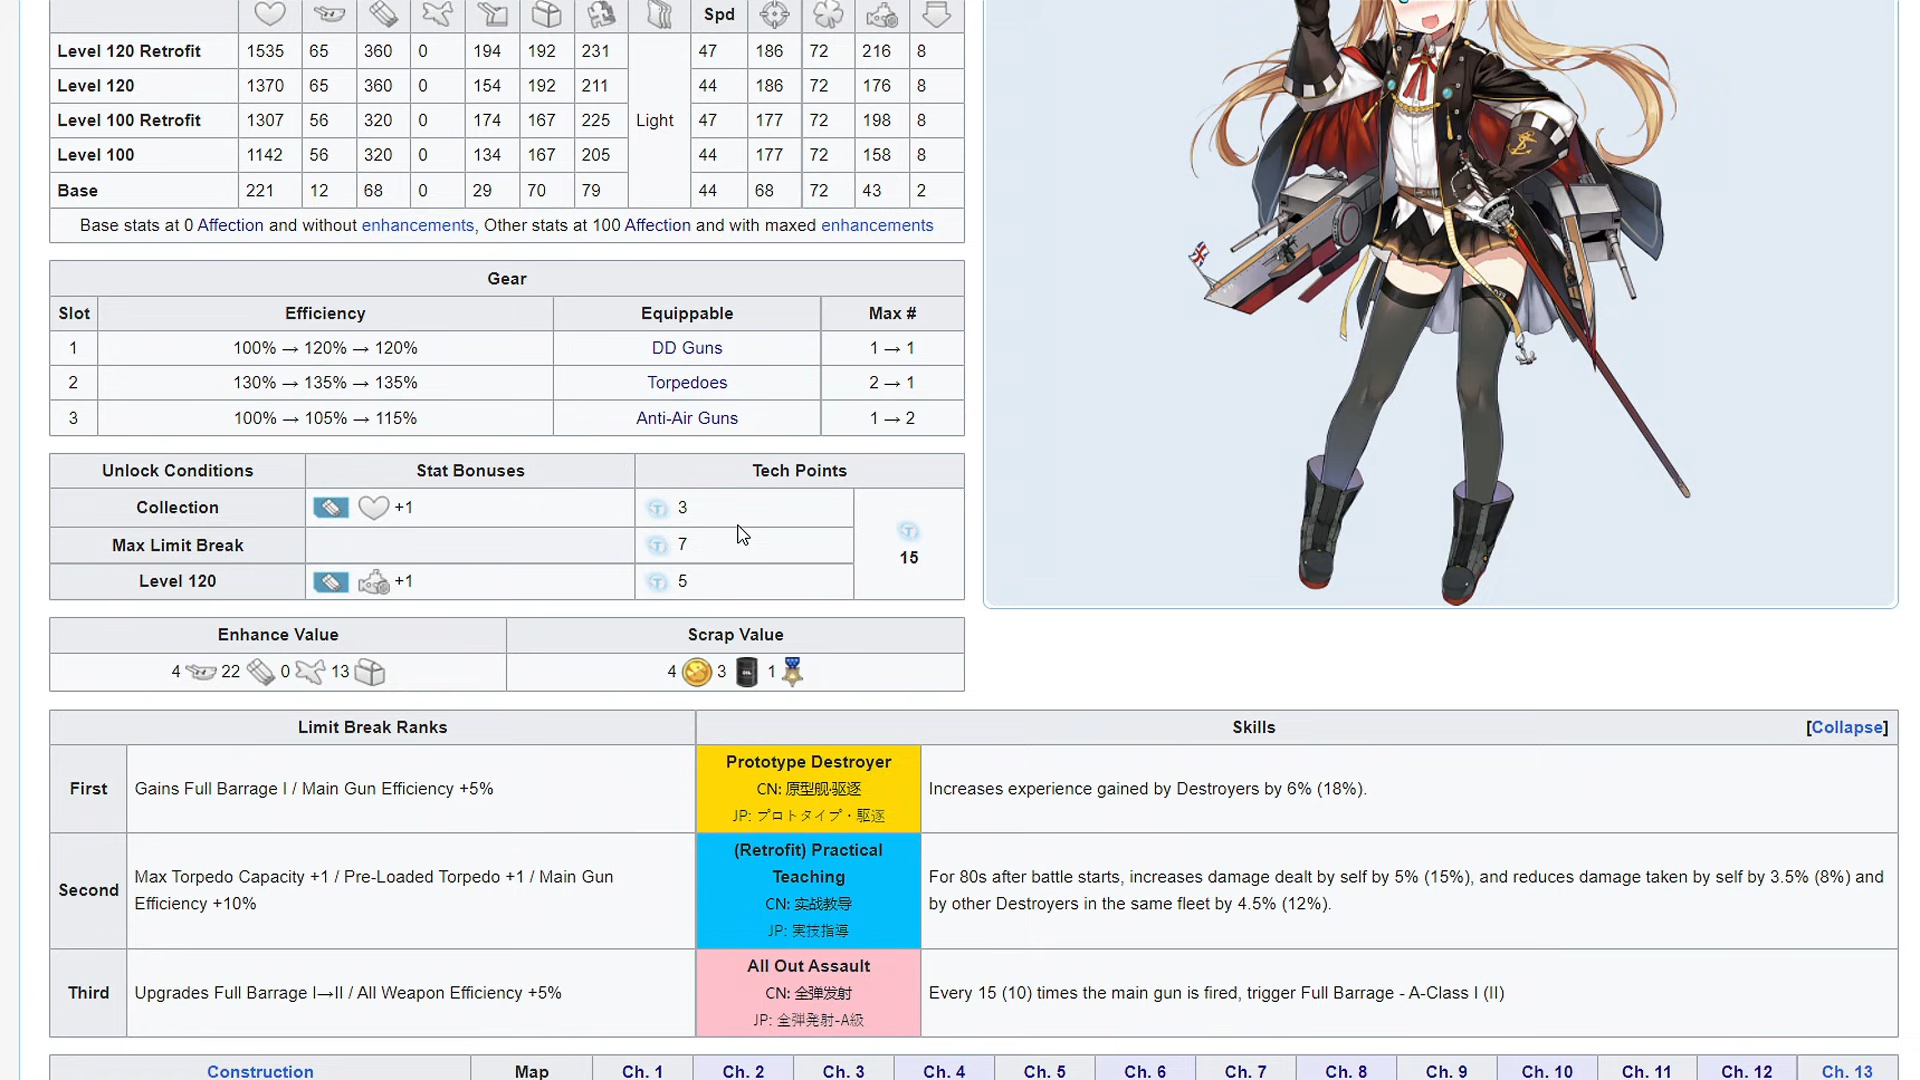 Spd
Level 120 Retrofit 1535 65 360 0 194 192 231 47 186 72 216 8
Level 120 1370 65 360 0 154 192 211 44 186 72 176 8
Level 100 Retrofit 1307 56 320 0 174 167 225 Light 47 177 72 198 8
Level 100 1142 56 320 0 134 167 205 44 177 72 158 8
Base 221 12 68 0 29 70 79 44 68 72 43 2
Base stats at 0 Affection and without enhancements, Other stats at 100 Affection and with maxed enhancements
Gear
Slot Efficiency Equippable Max #
1 100% → 120% → 120% DD Guns 1 → 1
2 130% → 135% → 135% Torpedoes 2 → 1
3 100% → 105% → 115% Anti-Air Guns 1 → 2
Unlock Conditions Stat Bonuses Tech Points
Collection +1 3
Max Limit Break 7
15
Level 120 +1 5
Enhance Value Scrap Value
4 22 0 13 4 3 1
Limit Break Ranks Skills [Collapse]
First Gains Full Barrage I / Main Gun Efficiency +5%
Prototype Destroyer
CN: 原型舰·驱逐
JP: プロトタイプ・駆逐
Increases experience gained by Destroyers by 6% (18%).
Second
Max Torpedo Capacity +1 / Pre-Loaded Torpedo +1 / Main Gun
Efficiency +10%
(Retrofit) Practical
Teaching
CN: 实战教导
JP: 実技指導
For 80s after battle starts, increases damage dealt by self by 5% (15%), and reduces damage taken by self by 3.5% (8%) and
by other Destroyers in the same fleet by 4.5% (12%).
Third Upgrades Full Barrage I→II / All Weapon Efficiency +5%
All Out Assault
CN: 全弹发射
JP: 全弾発射-A級
Every 15 (10) times the main gun is fired, trigger Full Barrage - A-Class I (II)
Construction Map Ch. 1 Ch. 2 Ch. 3 Ch. 4 Ch. 5 Ch. 6 Ch. 7 Ch. 8 Ch. 9 Ch. 10 Ch. 11 Ch. 12 Ch. 13